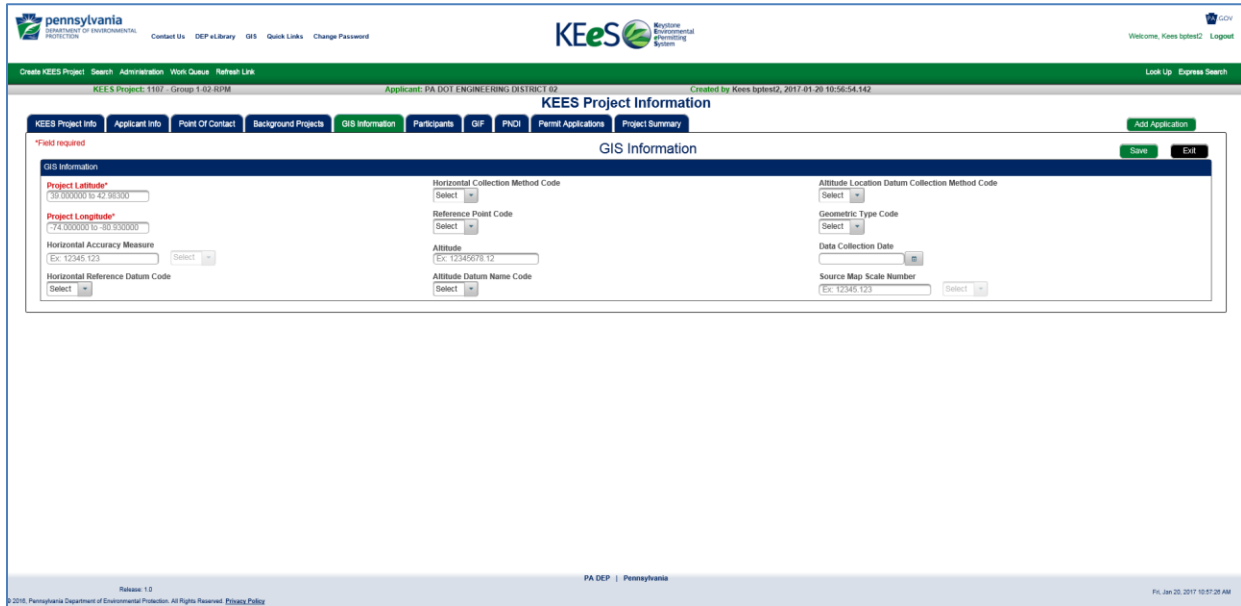 pennsylvania
DEPARTMENT OF ENVIRONMENTAL
PROTECTION
Contact Us DEP eLibrary GIS Quick Links Change Password
KEeS
Keystone
Environmental
ePermitting
System
PA GOV
Welcome, Kees bptest2 Logout
Create KEES Project Search Administration Work Queue Refresh Link Look Up Express Search
KEES Project: 1107 - Group 1-02-RPM Applicant: PA DOT ENGINEERING DISTRICT 02 Created by Kees bptest2, 2017-01-20 10:56:54.142
KEES Project Information
KEES Project Info Applicant Info Point Of Contact Background Projects GIS Information Participants GIF PNDI Permit Applications Project Summary Add Application
*Field required
GIS Information
Save Exit
GIS Information
Project Latitude* Horizontal Collection Method Code Altitude Location Datum Collection Method Code
39.000000 to 42.98300 Select Select
Project Longitude* Reference Point Code Geometric Type Code
-74.000000 to -80.930000 Select Select
Horizontal Accuracy Measure Altitude Data Collection Date
Ex: 12345.123 Select Ex: 12345678.12
Horizontal Reference Datum Code Altitude Datum Name Code Source Map Scale Number
Select Select Ex: 12345.123 Select
PA DEP | Pennsylvania
Release: 1.0
© 2016, Pennsylvania Department of Environmental Protection. All Rights Reserved. Privacy Policy
Fri, Jan 20, 2017 10:57:26 AM